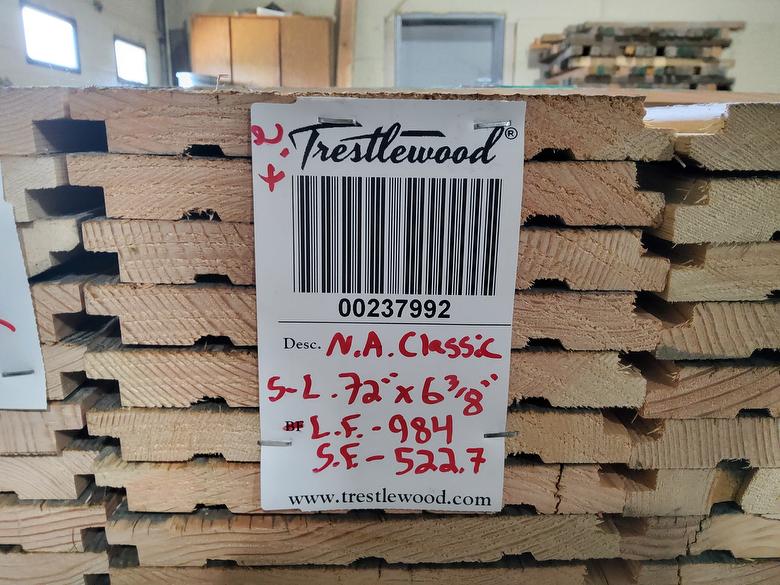 Trestlewood®
00237992
Desc. N.A. Classic
S-L .72" x 6 3/8"
BF L.F. - 984
S.F. - 522.7
www.trestlewood.com